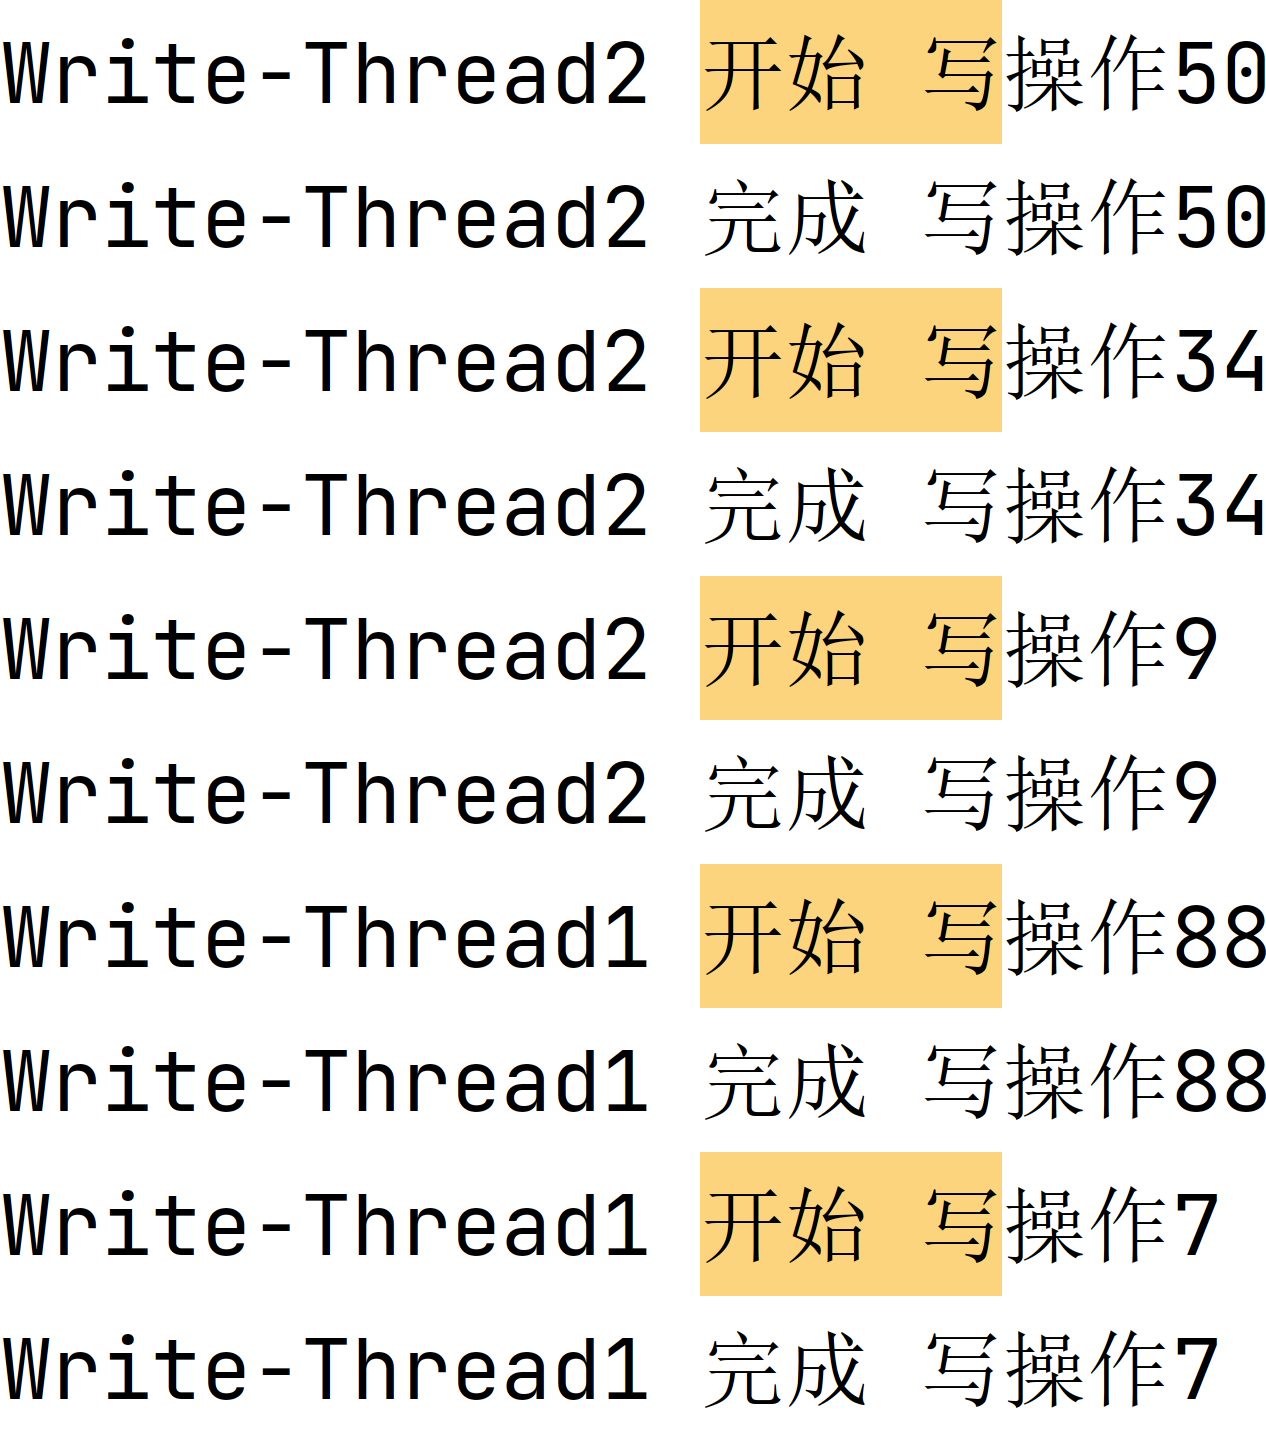 Write-Thread2 开始 写操作50
Write-Thread2 完成 写操作50
Write-Thread2 开始 写操作34
Write-Thread2 完成 写操作34
Write-Thread2 开始 写操作9
Write-Thread2 完成 写操作9
Write-Thread1 开始 写操作88
Write-Thread1 完成 写操作88
Write-Thread1 开始 写操作7
Write-Thread1 完成 写操作7